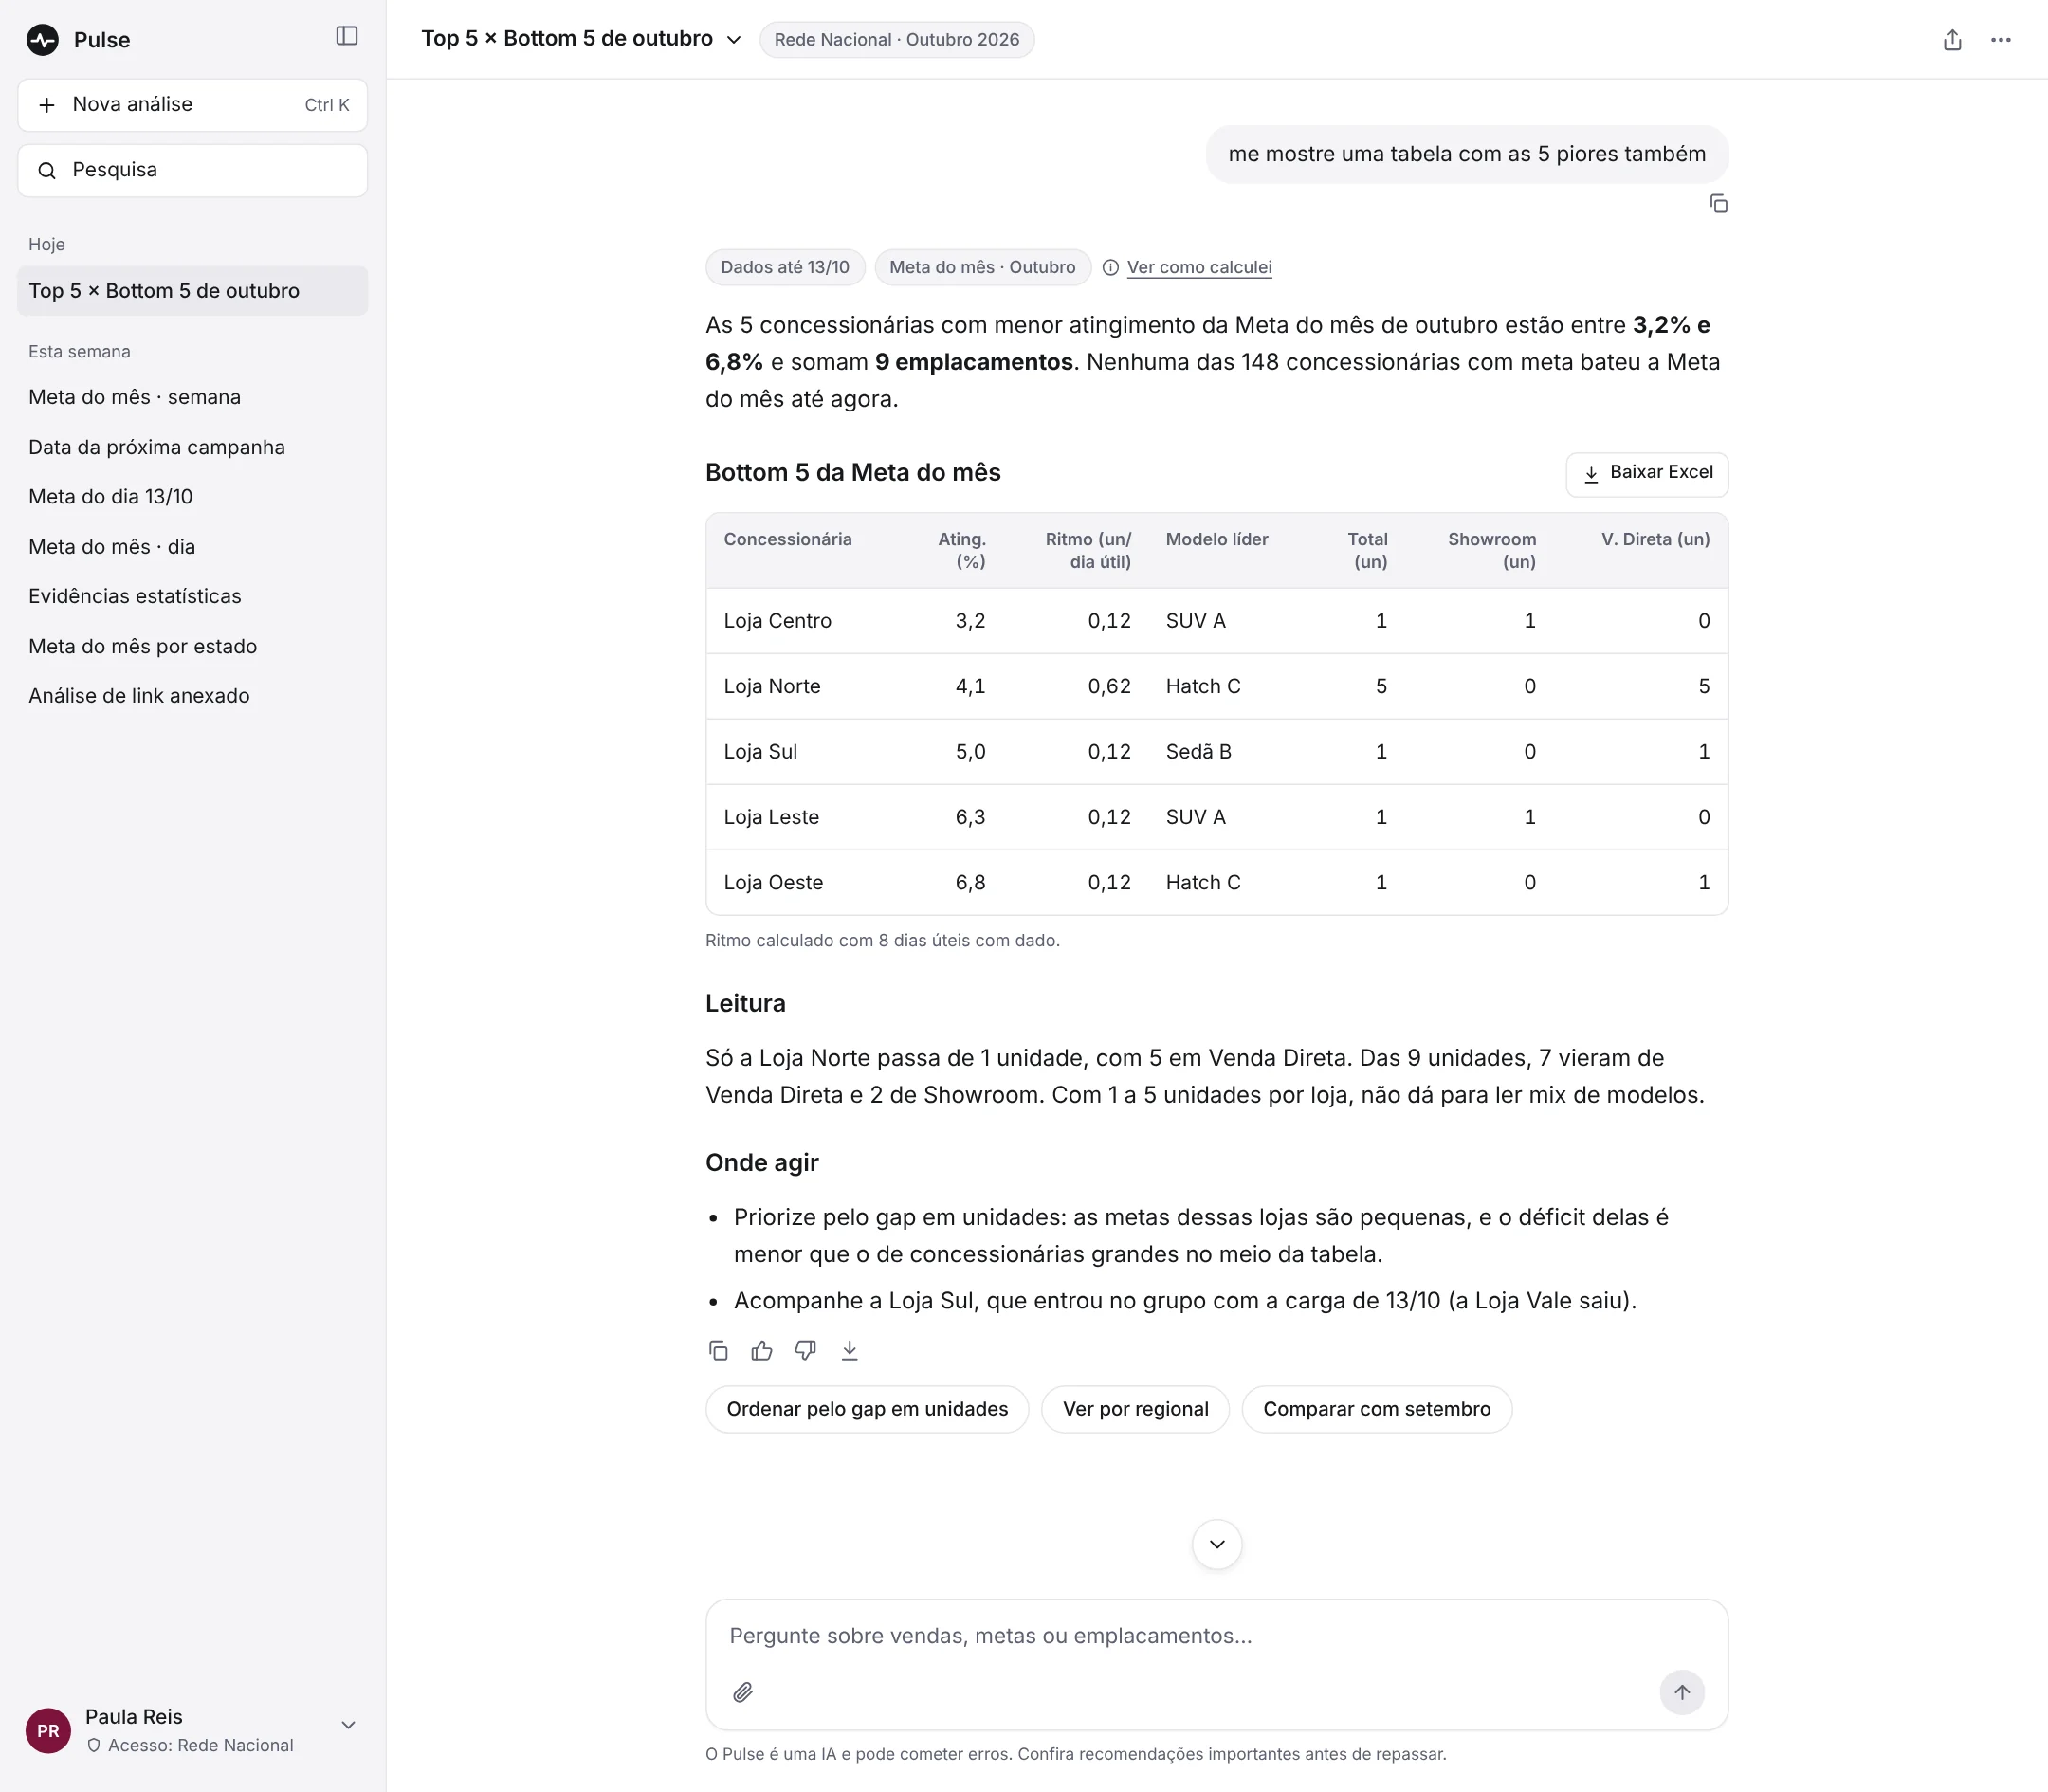 Pulse
Nova análise Ctrl K
Pesquisa
Hoje
Top 5 × Bottom 5 de outubro
Esta semana
Meta do mês · semana
Data da próxima campanha
Meta do dia 13/10
Meta do mês · dia
Evidências estatísticas
Meta do mês por estado
Análise de link anexado
PR
Paula Reis
Acesso: Rede Nacional
Top 5 × Bottom 5 de outubro
Rede Nacional · Outubro 2026
me mostre uma tabela com as 5 piores também
Dados até 13/10 Meta do mês · Outubro Ver como calculei
As 5 concessionárias com menor atingimento da Meta do mês de outubro estão entre 3,2% e
6,8% e somam 9 emplacamentos. Nenhuma das 148 concessionárias com meta bateu a Meta
do mês até agora.
Bottom 5 da Meta do mês
Baixar Excel
Concessionária Ating. (%) Ritmo (un/ dia útil) Modelo líder Total (un) Showroom (un) V. Direta (un)
Loja Centro 3,2 0,12 SUV A 1 1 0
Loja Norte 4,1 0,62 Hatch C 5 0 5
Loja Sul 5,0 0,12 Sedã B 1 0 1
Loja Leste 6,3 0,12 SUV A 1 1 0
Loja Oeste 6,8 0,12 Hatch C 1 0 1
Ritmo calculado com 8 dias úteis com dado.
Leitura
Só a Loja Norte passa de 1 unidade, com 5 em Venda Direta. Das 9 unidades, 7 vieram de
Venda Direta e 2 de Showroom. Com 1 a 5 unidades por loja, não dá para ler mix de modelos.
Onde agir
• Priorize pelo gap em unidades: as metas dessas lojas são pequenas, e o déficit delas é
menor que o de concessionárias grandes no meio da tabela.
• Acompanhe a Loja Sul, que entrou no grupo com a carga de 13/10 (a Loja Vale saiu).
Ordenar pelo gap em unidades Ver por regional Comparar com setembro
Pergunte sobre vendas, metas ou emplacamentos...
O Pulse é uma IA e pode cometer erros. Confira recomendações importantes antes de repassar.